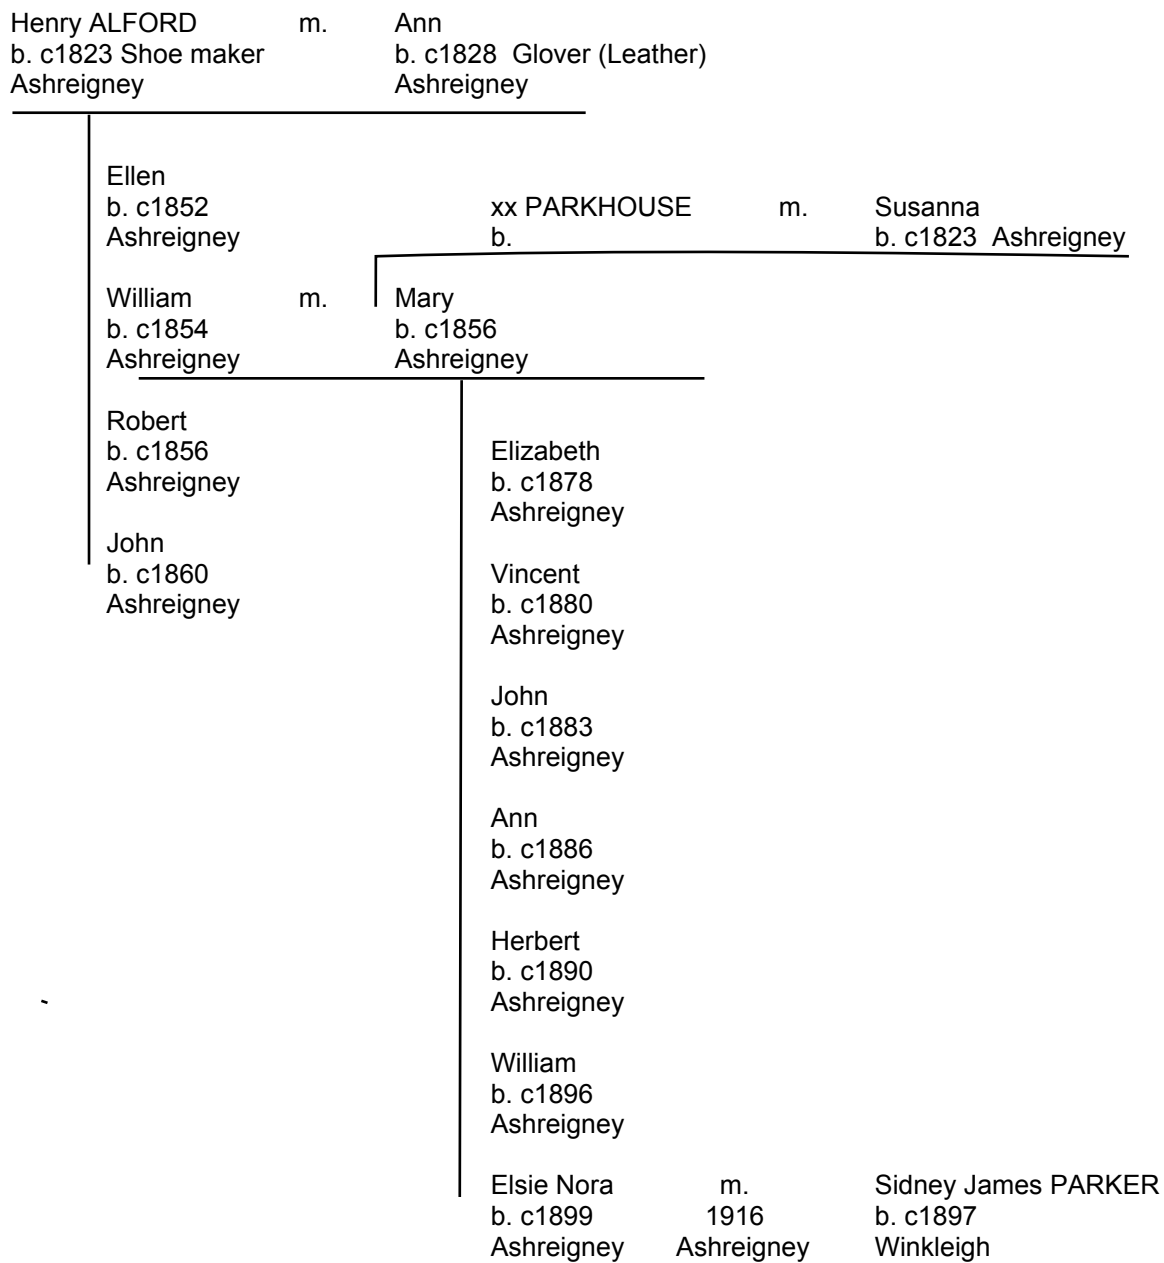 Henry ALFORD m. Ann
b. c1823 Shoe maker b. c1828 Glover (Leather)
Ashreigney Ashreigney
Ellen
b. c1852 xx PARKHOUSE m. Susanna
Ashreigney b. b. c1823 Ashreigney
William m. Mary
b. c1854 b. c1856
Ashreigney Ashreigney
Robert
b. c1856 Elizabeth
Ashreigney b. c1878
Ashreigney
John
b. c1860 Vincent
Ashreigney b. c1880
Ashreigney
John
b. c1883
Ashreigney
Ann
b. c1886
Ashreigney
Herbert
b. c1890
Ashreigney
William
b. c1896
Ashreigney
Elsie Nora m. Sidney James PARKER
b. c1899 1916 b. c1897
Ashreigney Ashreigney Winkleigh